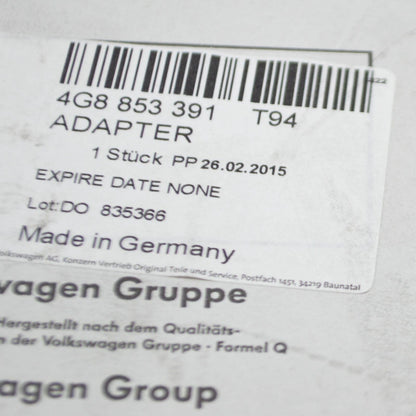 422
4G8 853 391 T94
ADAPTER
1 Stück PP 26.02.2015
EXPIRE DATE NONE
Lot:DO 835366
Made in Germany
Volkswagen AG, Konzern Vertrieb Original Teile und Service, Postfach 1451, 34219 Baunatal
wagen Gruppe
Hergestellt nach dem Qualitäts-
n der Volkswagen Gruppe - Formel Q
agen Group